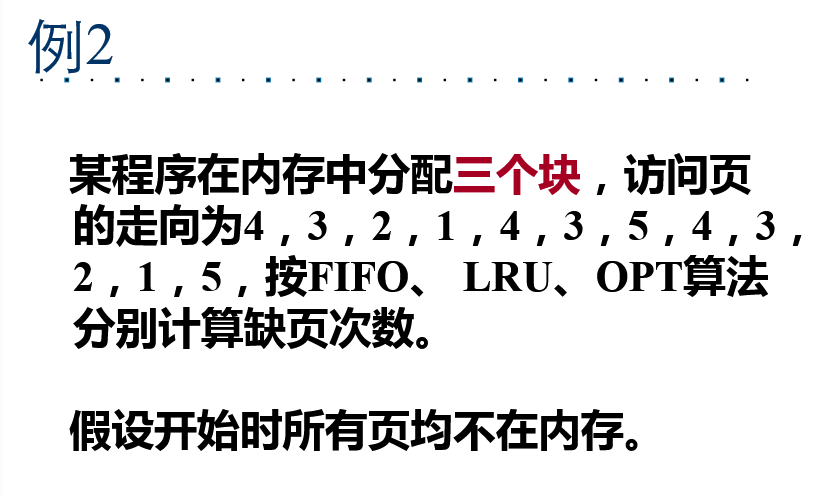 例2
某程序在内存中分配三个块，访问页
的走向为4，3，2，1，4，3，5，4，3，
2，1，5，按FIFO、 LRU、OPT算法
分别计算缺页次数。
假设开始时所有页均不在内存。